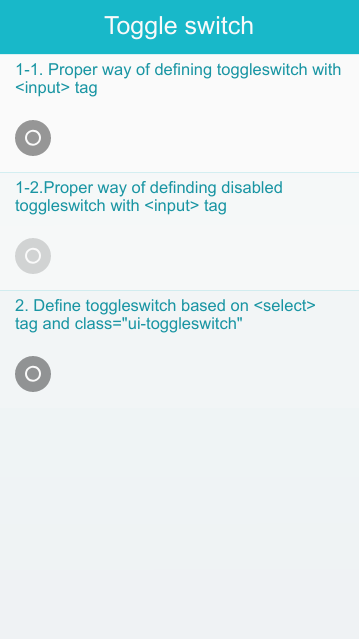 Toggle switch
1-1. Proper way of defining toggleswitch with
<input> tag
1-2.Proper way of definding disabled
toggleswitch with <input> tag
2. Define toggleswitch based on <select>
tag and class="ui-toggleswitch"